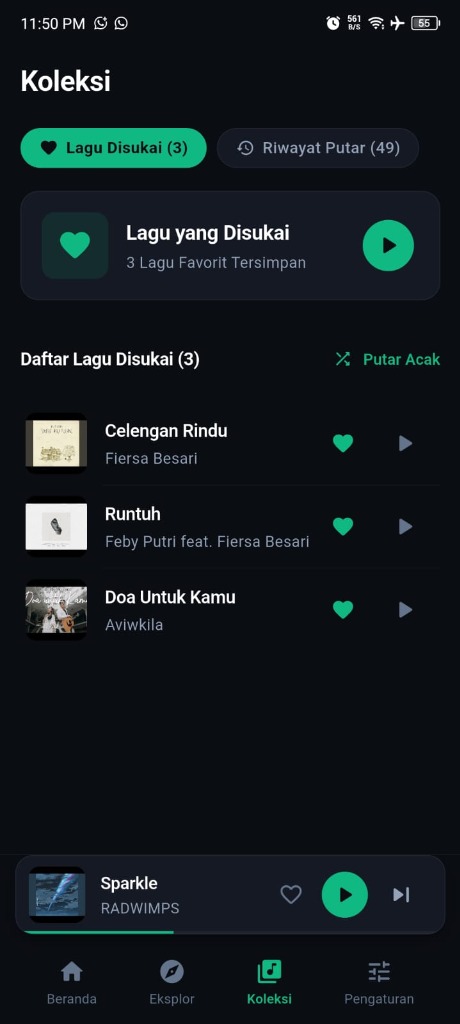 11:50 PM
561
B/S
55
Koleksi
Lagu Disukai (3)
Riwayat Putar (49)
Lagu yang Disukai
3 Lagu Favorit Tersimpan
Daftar Lagu Disukai (3)
Putar Acak
Celengan Rindu
Fiersa Besari
Runtuh
Feby Putri feat. Fiersa Besari
Doa Untuk Kamu
Aviwkila
Sparkle
RADWIMPS
Beranda
Eksplor
Koleksi
Pengaturan